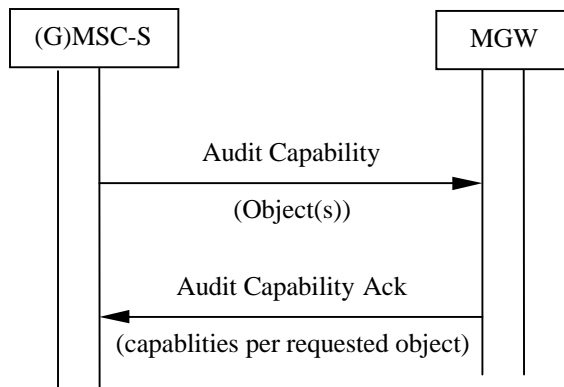 (G)MSC-S
MGW
Audit Capability
(Object(s))
Audit Capability Ack
(capablities per requested object)